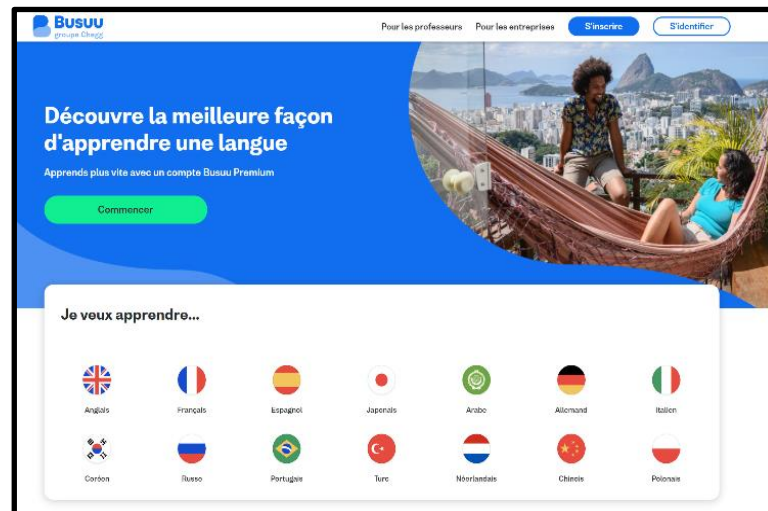 Busuu
groupe Chegg
Pour les professeurs Pour les entreprises S'inscrire S'identifier
Découvre la meilleure façon
d'apprendre une langue
Apprends plus vite avec un compte Busuu Premium
Commencer
Je veux apprendre...
Anglais Français Espagnol Japonais Arabe Allemand Italien
Coréen Russe Portugais Turc Néerlandais Chinois Polonais